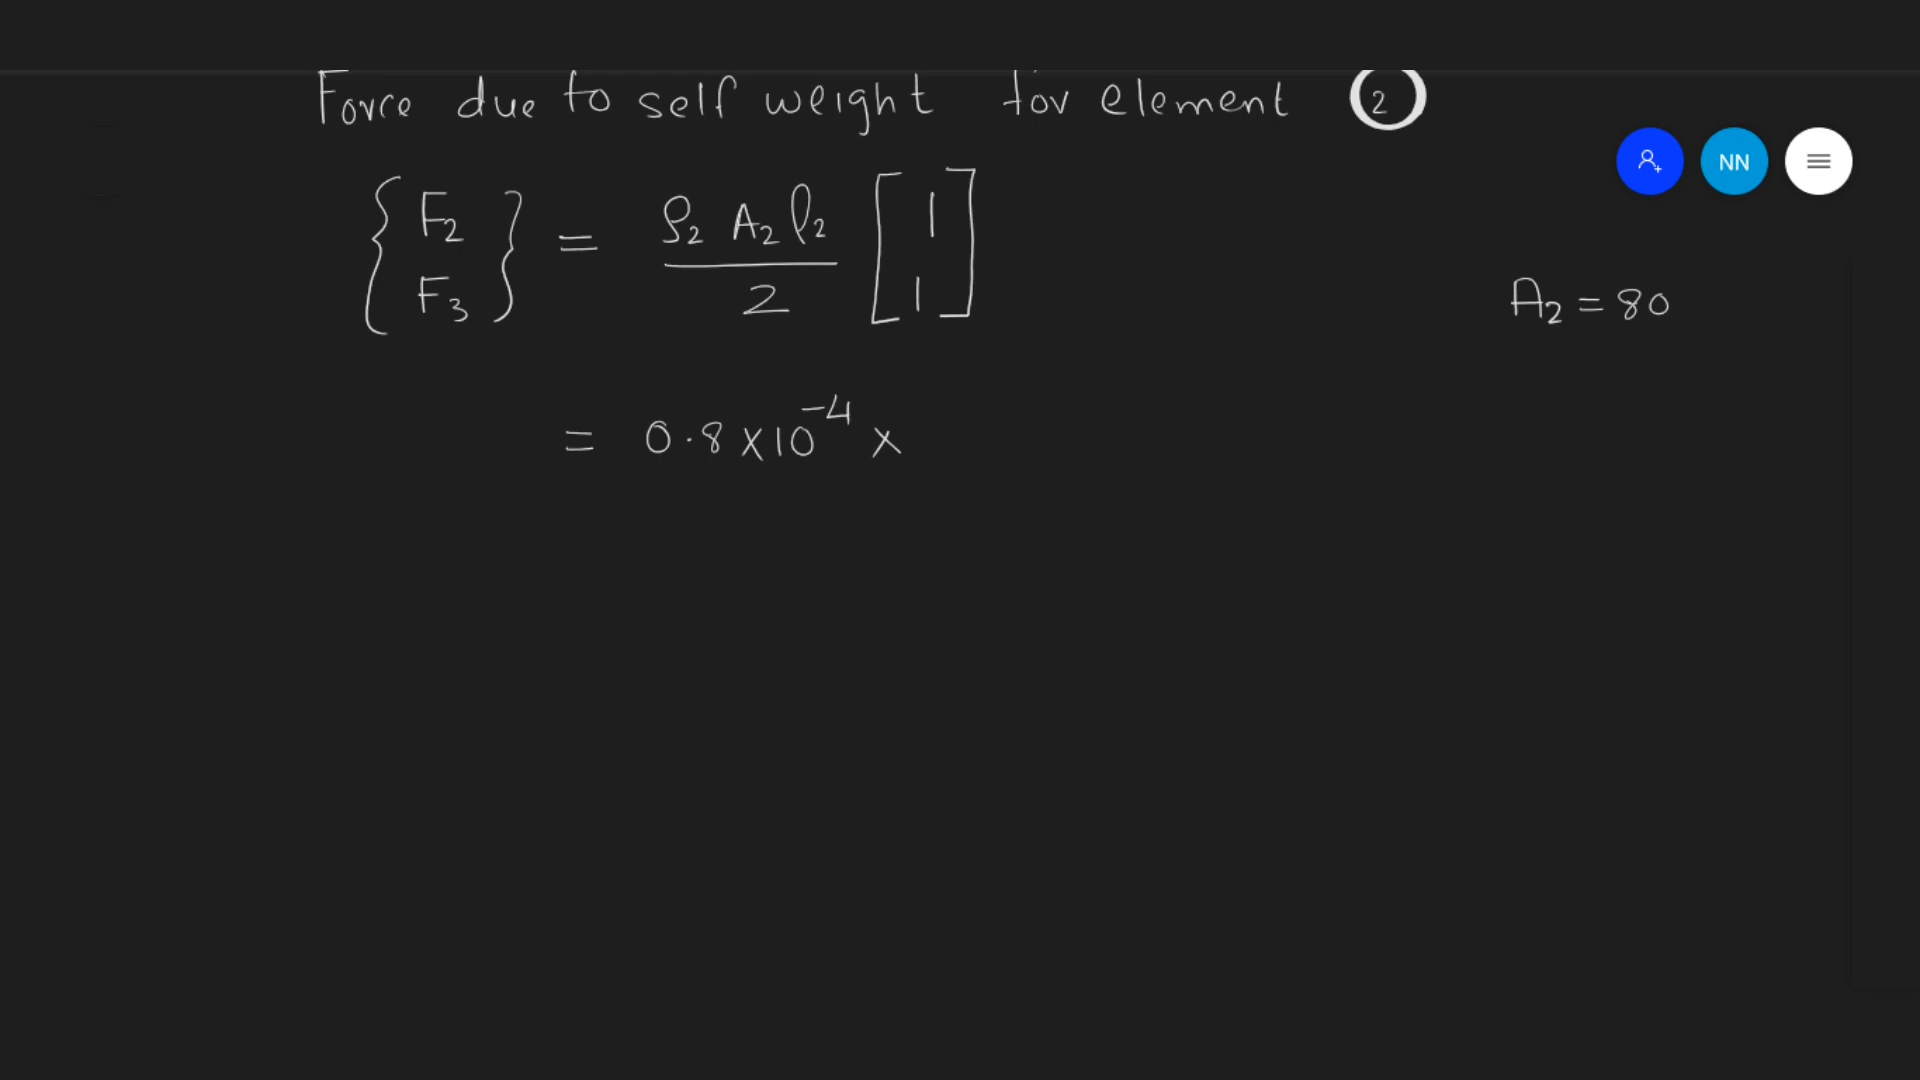 Force due to self weight for element ②
NN
{F₂ F₃} = ρ₂ A₂ l₂ / 2 [1 1]
A₂ = 80
= 0.8 × 10⁻⁴ ×